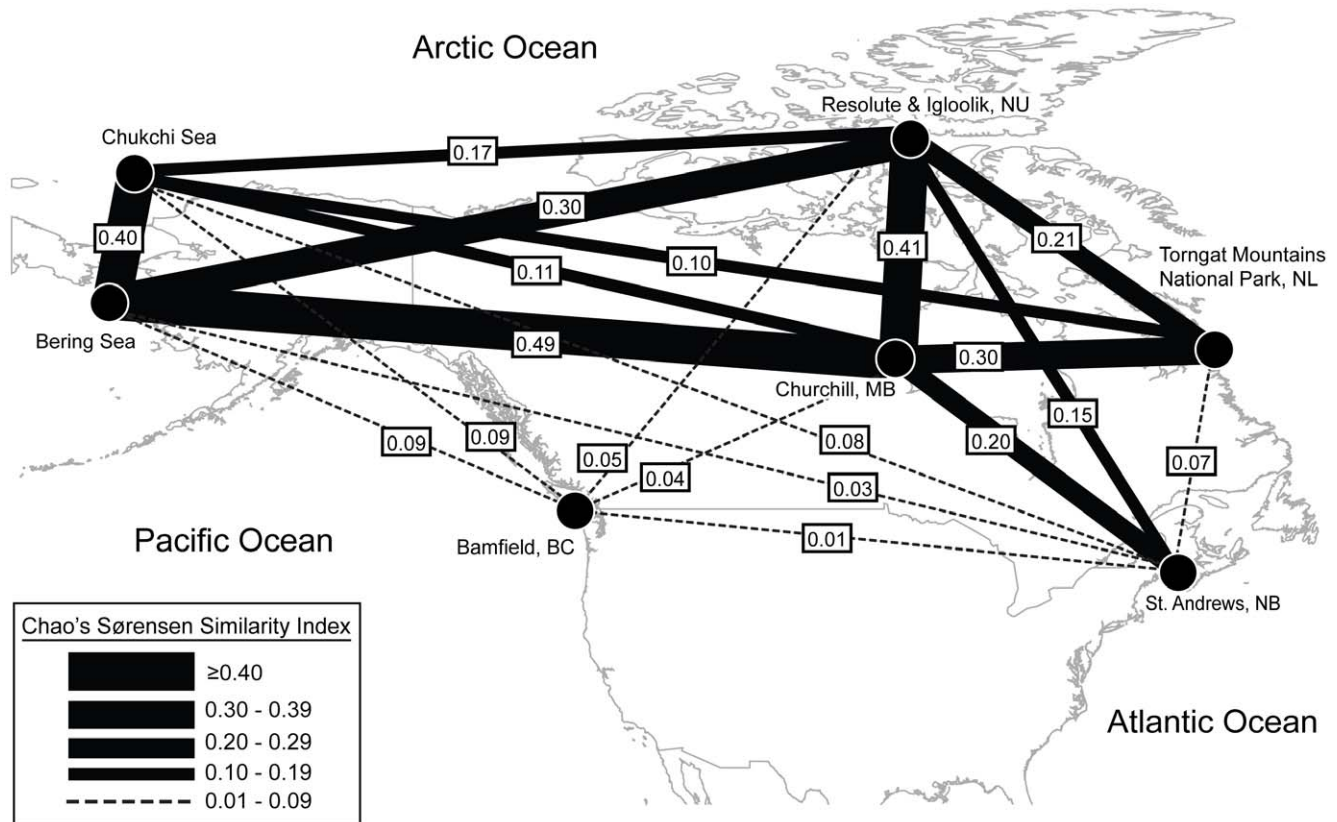 Arctic Ocean
Resolute & Igloolik, NU
Chukchi Sea
0.17
0.30
0.40
0.41
0.21
Torngat Mountains
National Park, NL
0.11
0.10
Bering Sea
0.49
0.30
Churchill, MB
0.15
0.09
0.09
0.05
0.04
0.08
0.20
0.07
0.03
Pacific Ocean
Bamfield, BC
0.01
St. Andrews, NB
Chao's Sørensen Similarity Index
≥0.40
0.30 - 0.39
0.20 - 0.29
0.10 - 0.19
0.01 - 0.09
Atlantic Ocean